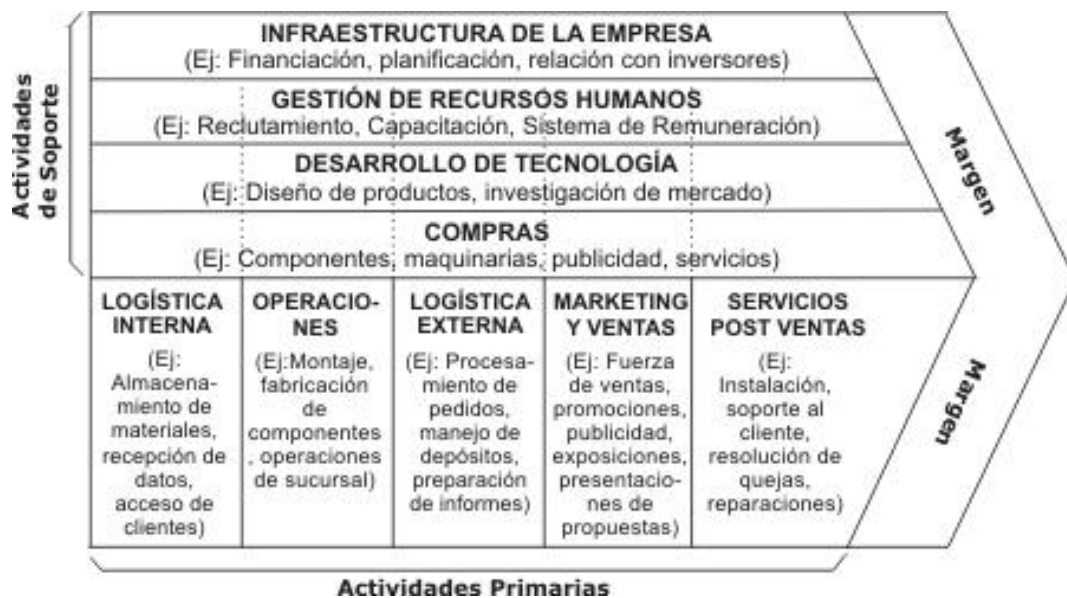 Actividades
de Soporte
INFRAESTRUCTURA DE LA EMPRESA
(Ej: Financiación, planificación, relación con inversores)
GESTIÓN DE RECURSOS HUMANOS
(Ej: Reclutamiento, Capacitación, Sistema de Remuneración)
DESARROLLO DE TECNOLOGÍA
(Ej: Diseño de productos, investigación de mercado)
COMPRAS
(Ej: Componentes, maquinarias, publicidad, servicios)
Margen
LOGÍSTICA
INTERNA
(Ej:
Almacena-
miento de
materiales,
recepción de
datos,
acceso de
clientes)
OPERACIO-
NES
(Ej:Montaje,
fabricación
de
componentes
, operaciones
de sucursal)
LOGÍSTICA
EXTERNA
(Ej: Procesa-
miento de
pedidos,
manejo de
depósitos,
preparación
de informes)
MARKETING
Y VENTAS
(Ej: Fuerza
de ventas,
promociones,
publicidad,
exposiciones,
presentacio-
nes de
propuestas)
SERVICIOS
POST VENTAS
(Ej:
Instalación,
soporte al
cliente,
resolución de
quejas,
reparaciones)
Margen
Actividades Primarias